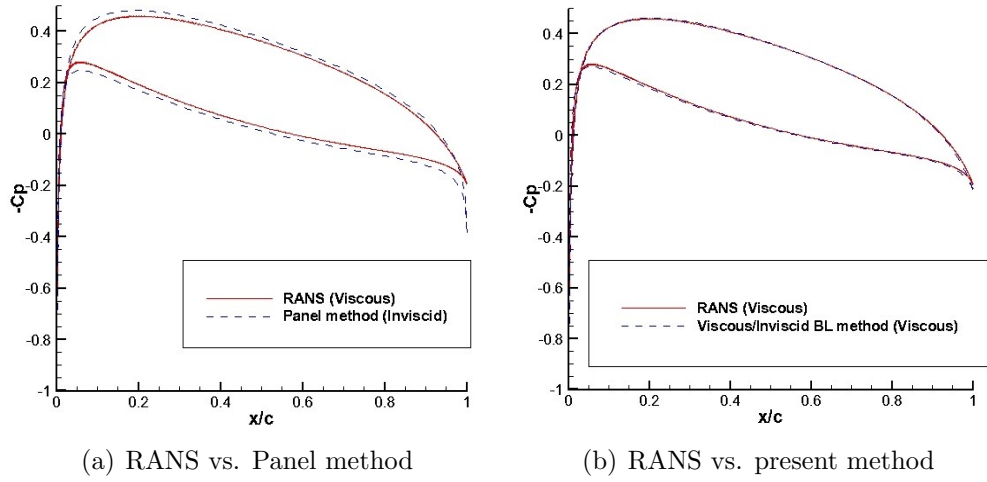 0.4
0.2
0
-0.2
-0.4
-0.6
-0.8
-1
-Cp
0
0.2
0.4
0.6
0.8
1
x/c
RANS (Viscous)
Panel method (Inviscid)
(a) RANS vs. Panel method
0.4
0.2
0
-0.2
-0.4
-0.6
-0.8
-1
-Cp
0
0.2
0.4
0.6
0.8
1
x/c
RANS (Viscous)
Viscous/Inviscid BL method (Viscous)
(b) RANS vs. present method